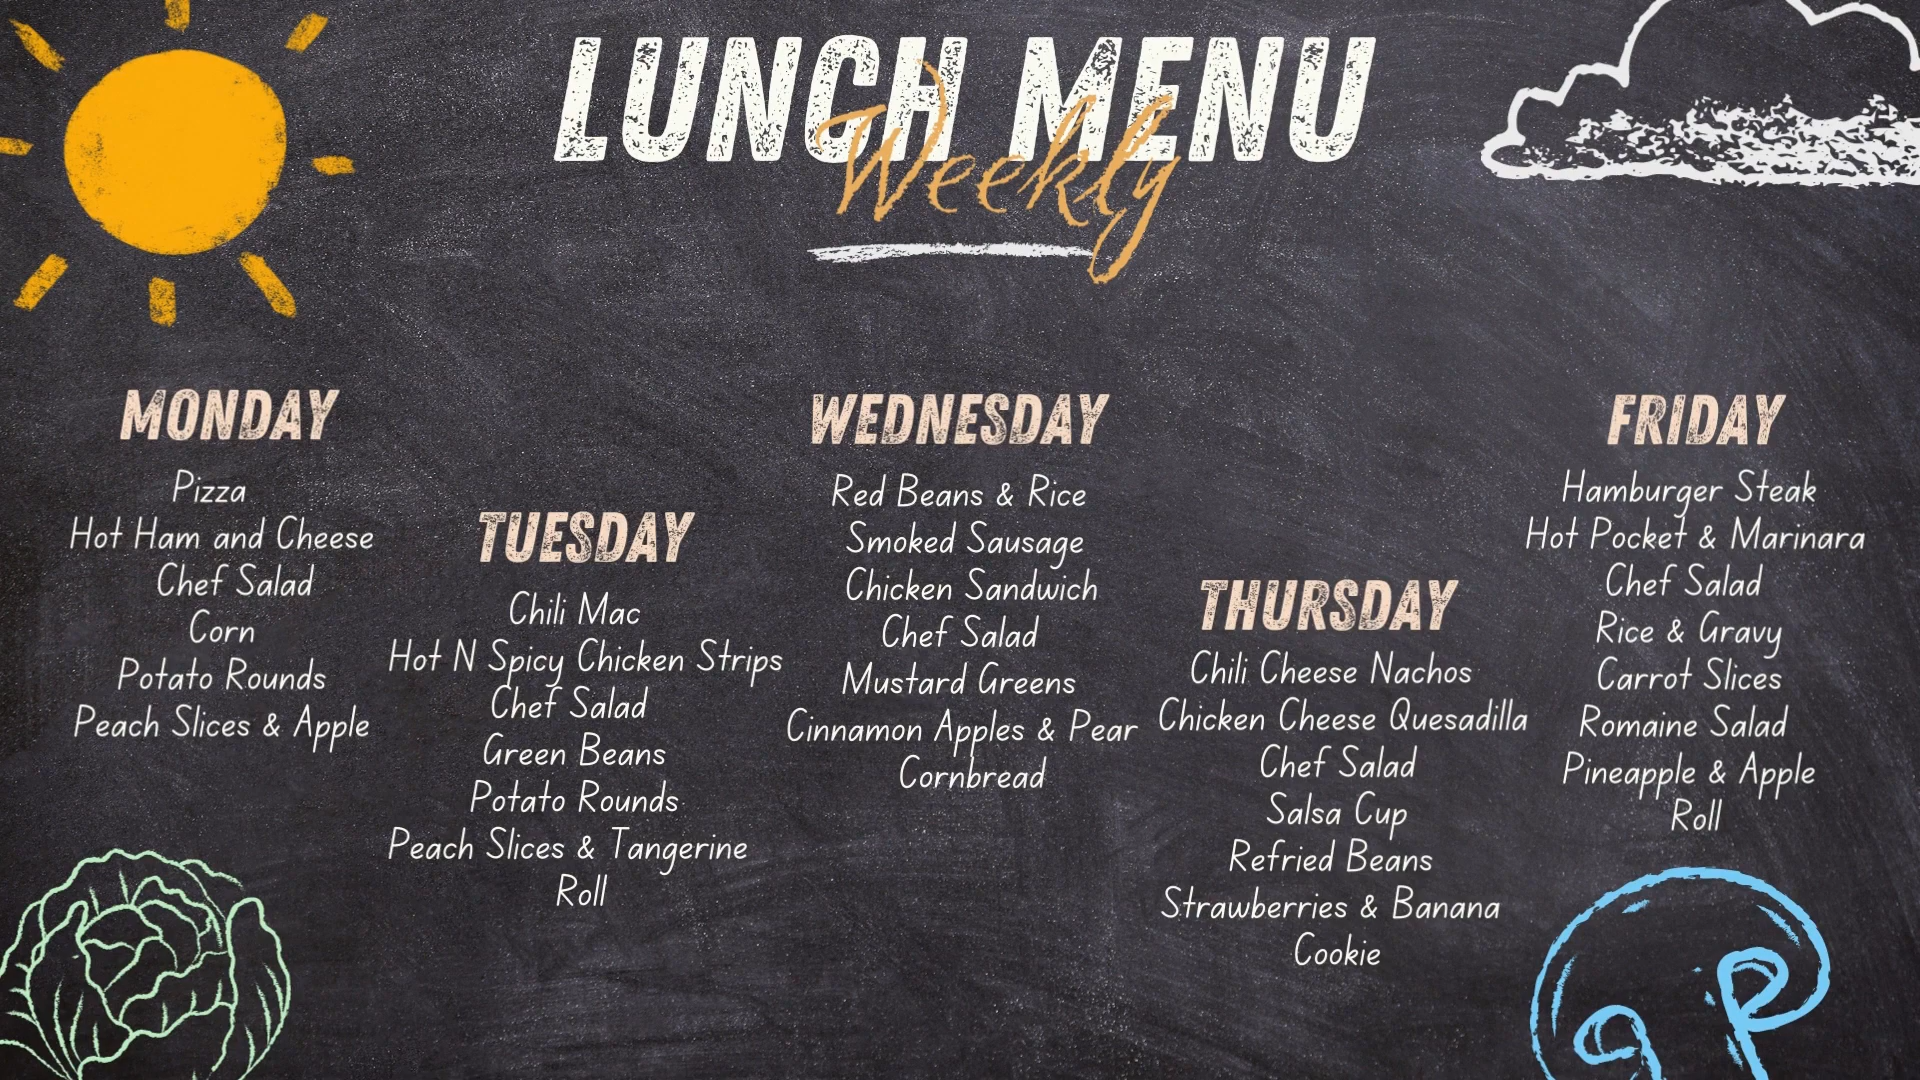 LUNCH MENU
Weekly
MONDAY
Pizza
Hot Ham and Cheese
Chef Salad
Corn
Potato Rounds
Peach Slices & Apple
TUESDAY
Chili Mac
Hot N Spicy Chicken Strips
Chef Salad
Green Beans
Potato Rounds
Peach Slices & Tangerine
Roll
WEDNESDAY
Red Beans & Rice
Smoked Sausage
Chicken Sandwich
Chef Salad
Mustard Greens
Cinnamon Apples & Pear
Cornbread
THURSDAY
Chili Cheese Nachos
Chicken Cheese Quesadilla
Chef Salad
Salsa Cup
Refried Beans
Strawberries & Banana
Cookie
FRIDAY
Hamburger Steak
Hot Pocket & Marinara
Chef Salad
Rice & Gravy
Carrot Slices
Romaine Salad
Pineapple & Apple
Roll